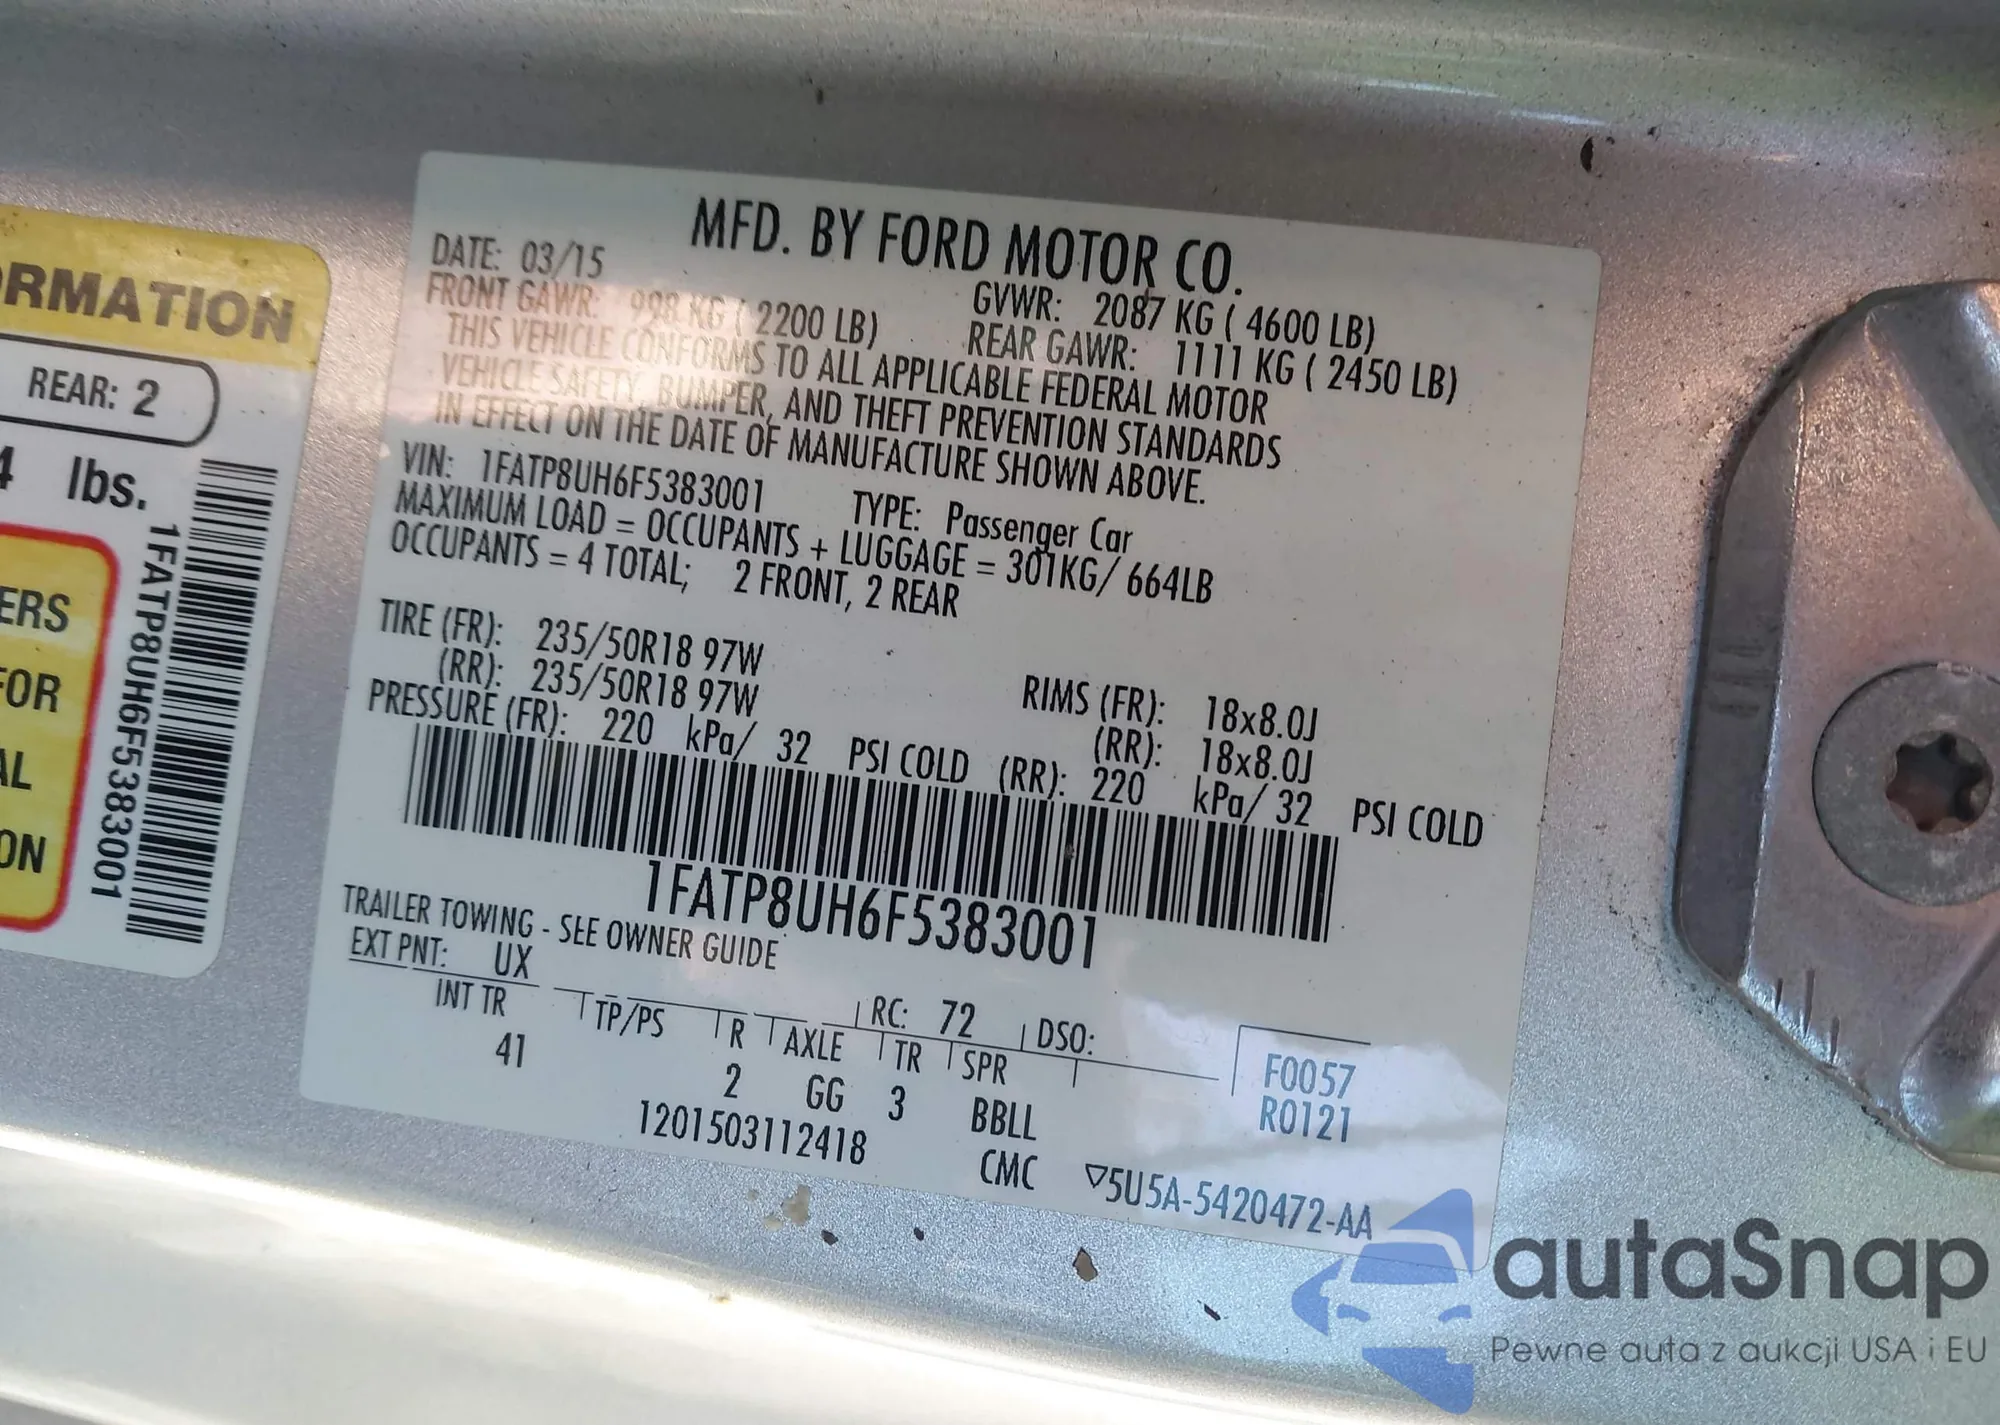 ORMATION
REAR: 2
4 lbs.
ERS
FOR
AL
ON
1FATP8UH6F5383001
MFD. BY FORD MOTOR CO.
DATE: 03/15 GVWR: 2087 KG ( 4600 LB)
FRONT GAWR: 998 KG ( 2200 LB) REAR GAWR: 1111 KG ( 2450 LB)
THIS VEHICLE CONFORMS TO ALL APPLICABLE FEDERAL MOTOR
VEHICLE SAFETY, BUMPER, AND THEFT PREVENTION STANDARDS
IN EFFECT ON THE DATE OF MANUFACTURE SHOWN ABOVE.
VIN: 1FATP8UH6F5383001 TYPE: Passenger Car
MAXIMUM LOAD = OCCUPANTS + LUGGAGE = 301KG/ 664LB
OCCUPANTS = 4 TOTAL; 2 FRONT, 2 REAR
TIRE (FR): 235/50R18 97W RIMS (FR): 18x8.0J
(RR): 235/50R18 97W (RR): 18x8.0J
PRESSURE (FR): 220 kPa/ 32 PSI COLD (RR): 220 kPa/ 32 PSI COLD
1FATP8UH6F5383001
TRAILER TOWING - SEE OWNER GUIDE
EXT PNT: UX RC: 72 DSO:
INT TR TP/PS R AXLE TR SPR F0057
41 2 GG 3 BBLL R0121
1201503112418 CMC ▽5U5A-5420472-AA
autaSnap
Pewne auta z aukcji USA i EU